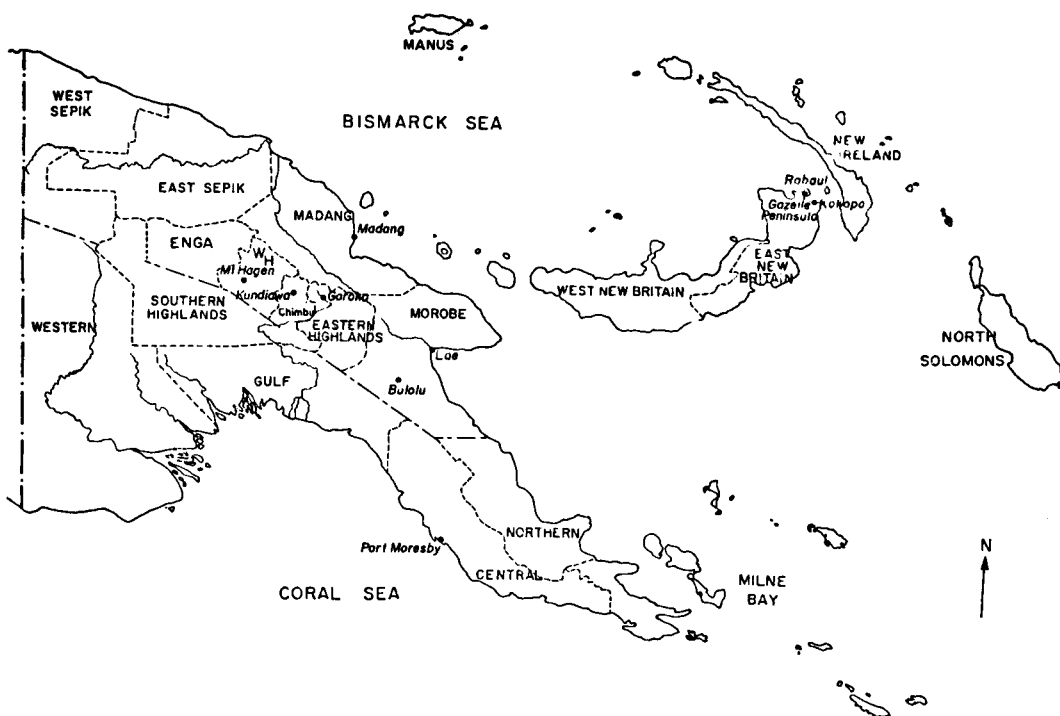 MANUS
WEST
SEPIK
BISMARCK SEA
NEW
IRELAND
EAST SEPIK
Rabaul
Gazelle
Peninsula
Kokopo
MADANG
Madang
ENGA
W
H
Mt Hagen
EAST
NEW
BRITAIN
WEST NEW BRITAIN
Kundiawa
Goroka
Chimbu
SOUTHERN
HIGHLANDS
EASTERN
HIGHLANDS
MOROBE
WESTERN
NORTH
SOLOMONS
Lae
GULF
Bulolu
NORTHERN
Port Moresby
CENTRAL
N
MILNE
BAY
CORAL SEA